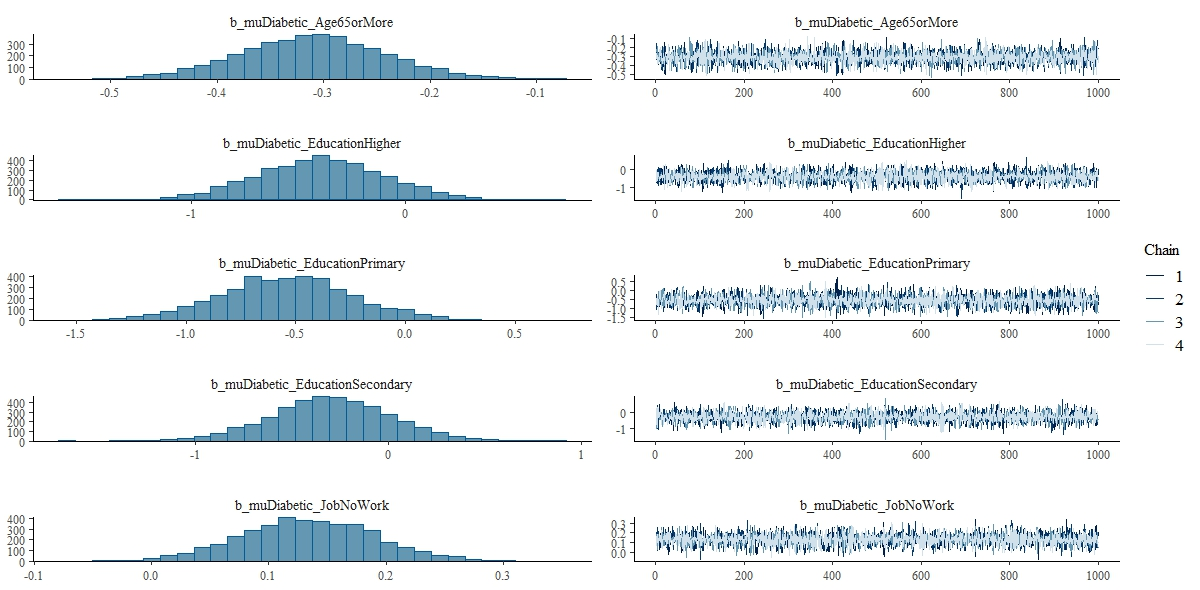 b_muDiabetic_Age65orMore
300
200
100
0
-0.5 -0.4 -0.3 -0.2 -0.1
b_muDiabetic_Age65orMore
-0.1
-0.2
-0.3
-0.4
-0.5
0 200 400 600 800 1000
b_muDiabetic_EducationHigher
400
300
200
100
0
-1 0
b_muDiabetic_EducationHigher
0
-1
0 200 400 600 800 1000
b_muDiabetic_EducationPrimary
400
300
200
100
0
-1.5 -1.0 -0.5 0.0 0.5
b_muDiabetic_EducationPrimary
0.5
0.0
-0.5
-1.0
-1.5
0 200 400 600 800 1000
b_muDiabetic_EducationSecondary
400
300
200
100
0
-1 0 1
b_muDiabetic_EducationSecondary
0
-1
0 200 400 600 800 1000
b_muDiabetic_JobNoWork
400
300
200
100
0
-0.1 0.0 0.1 0.2 0.3
b_muDiabetic_JobNoWork
0.3
0.2
0.1
0.0
0 200 400 600 800 1000
Chain
1
2
3
4